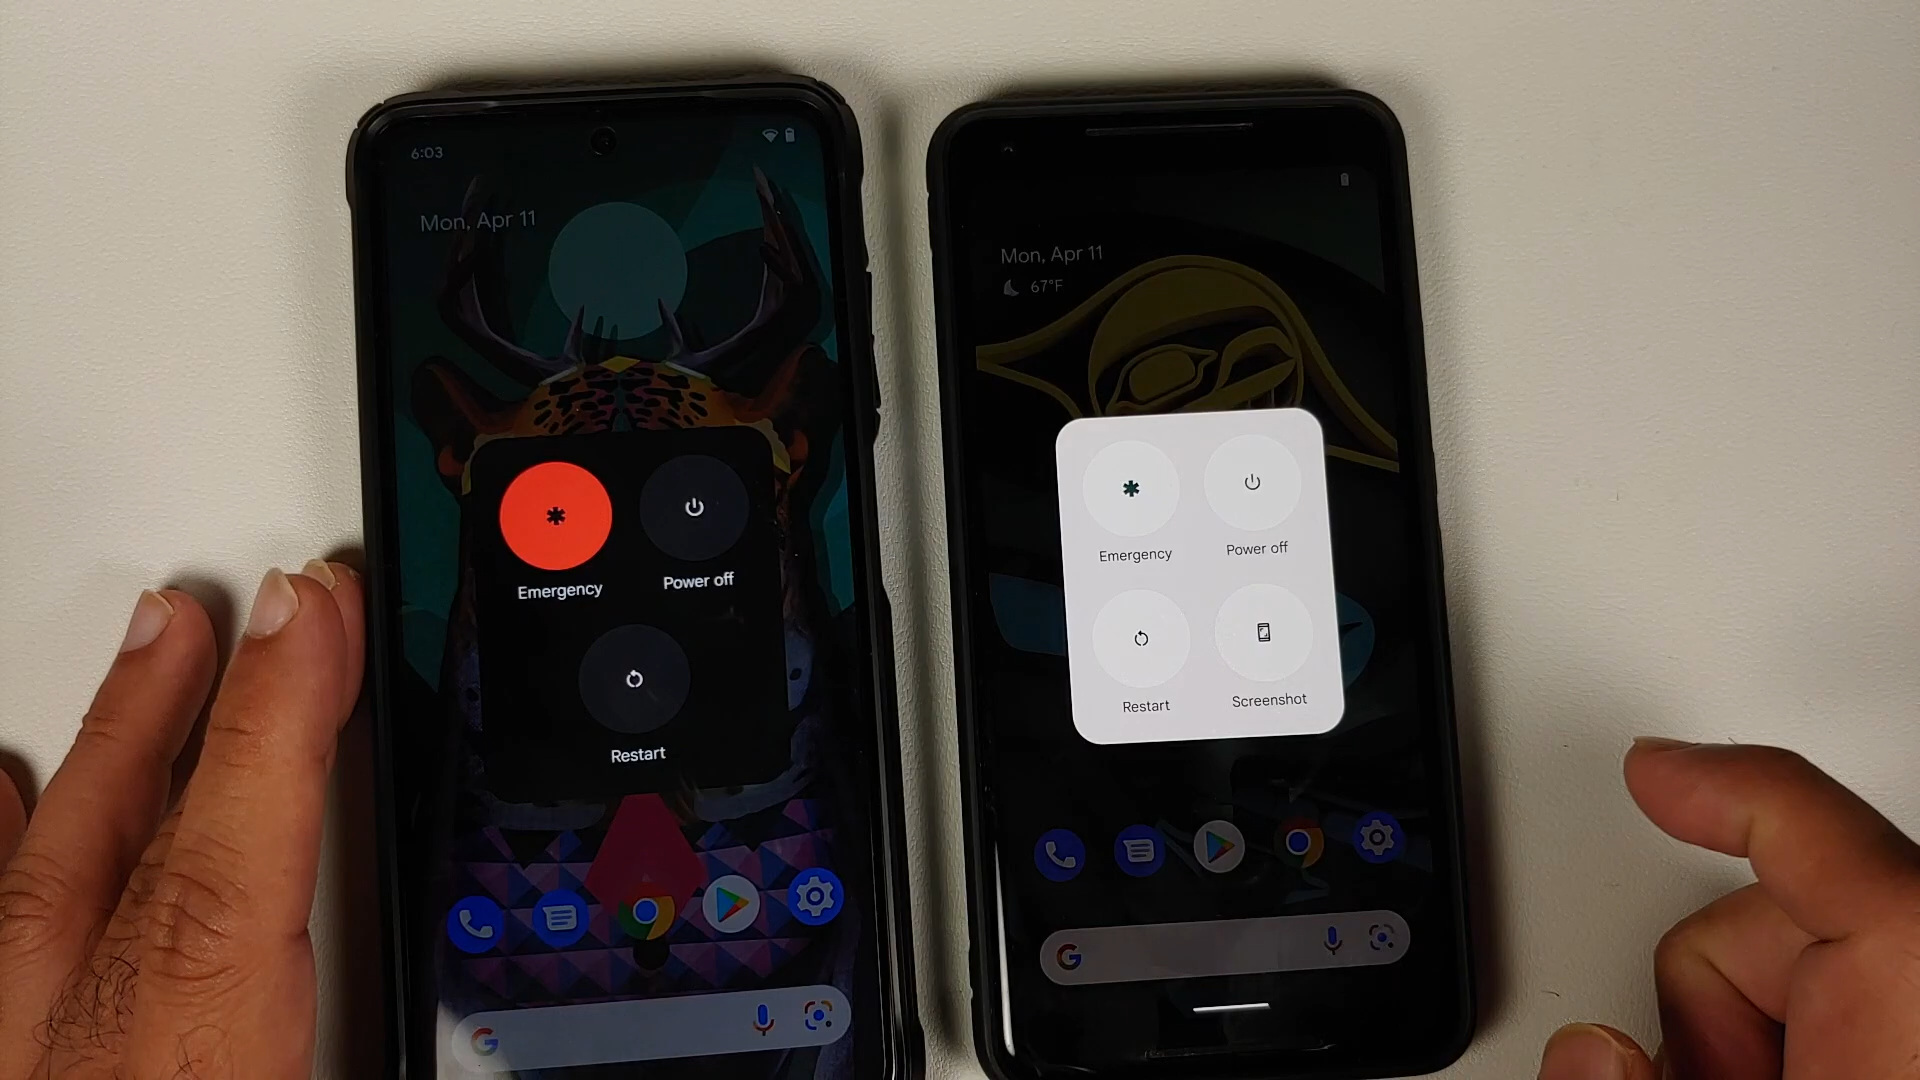 6:03
Mon, Apr 11
Emergency
Power off
Restart
Mon, Apr 11
67°F
Emergency
Power off
Restart
Screenshot